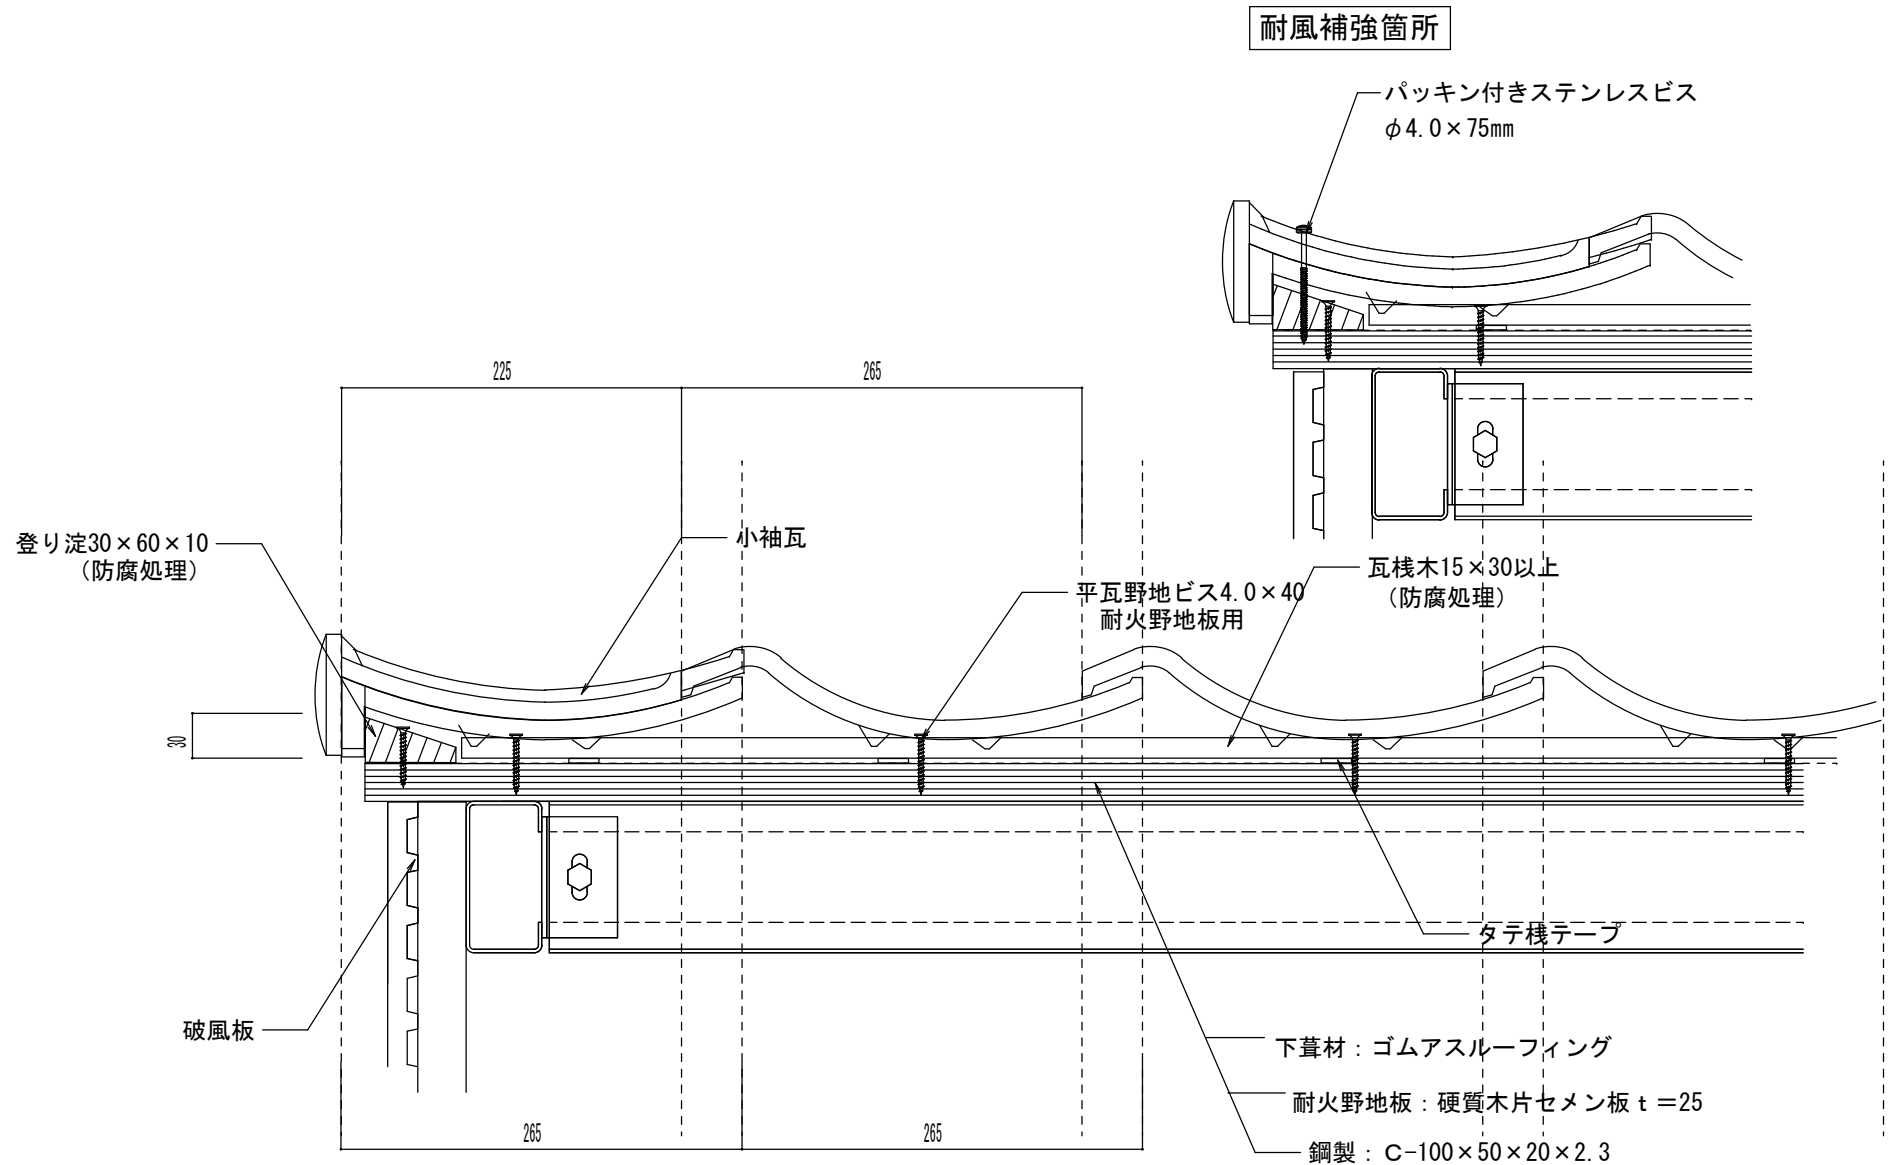 耐風補強箇所
パッキン付きステンレスビス
φ4.0×75㎜
225
265
登り淀30×60×10
（防腐処理）
小袖瓦
平瓦野地ビス4.0×40
耐火野地板用
瓦桟木15×30以上
（防腐処理）
30
タテ桟テープ
破風板
下葺材：ゴムアスルーフィング
耐火野地板：硬質木片セメン板ｔ＝25
鋼製：C-100×50×20×2.3
265
265